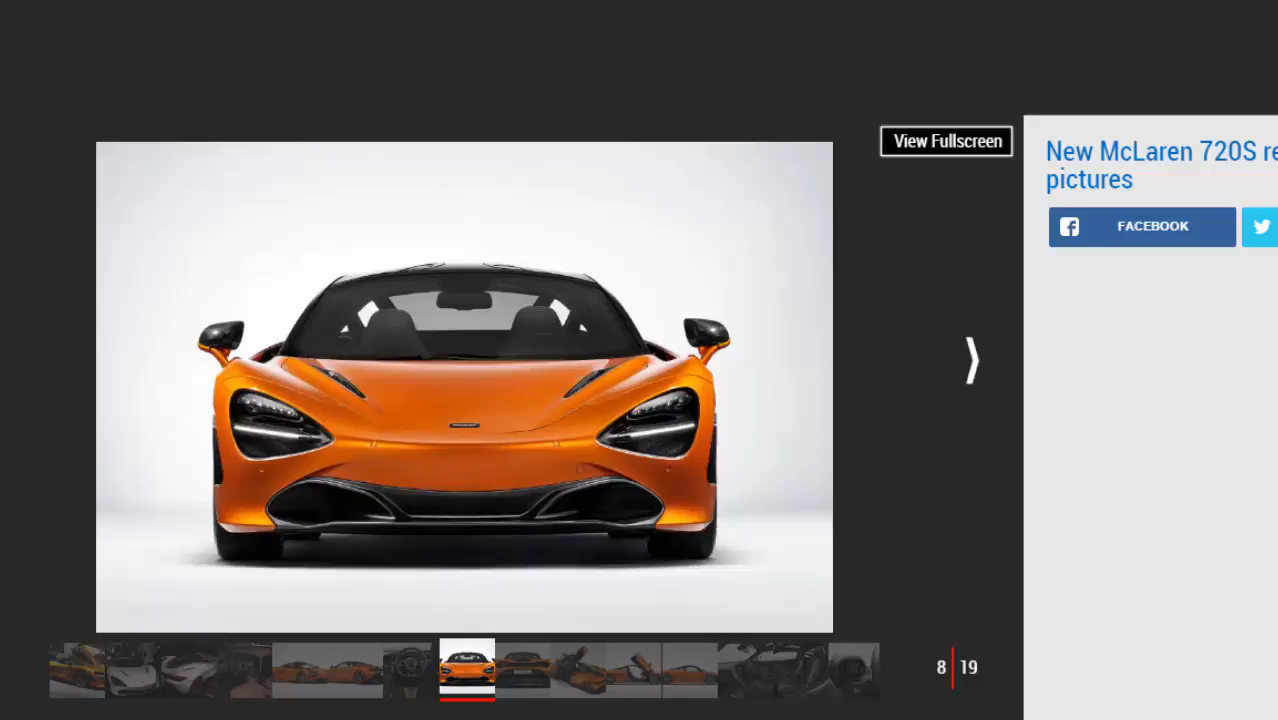 View Fullscreen
New McLaren 720S re
pictures
FACEBOOK
8 19